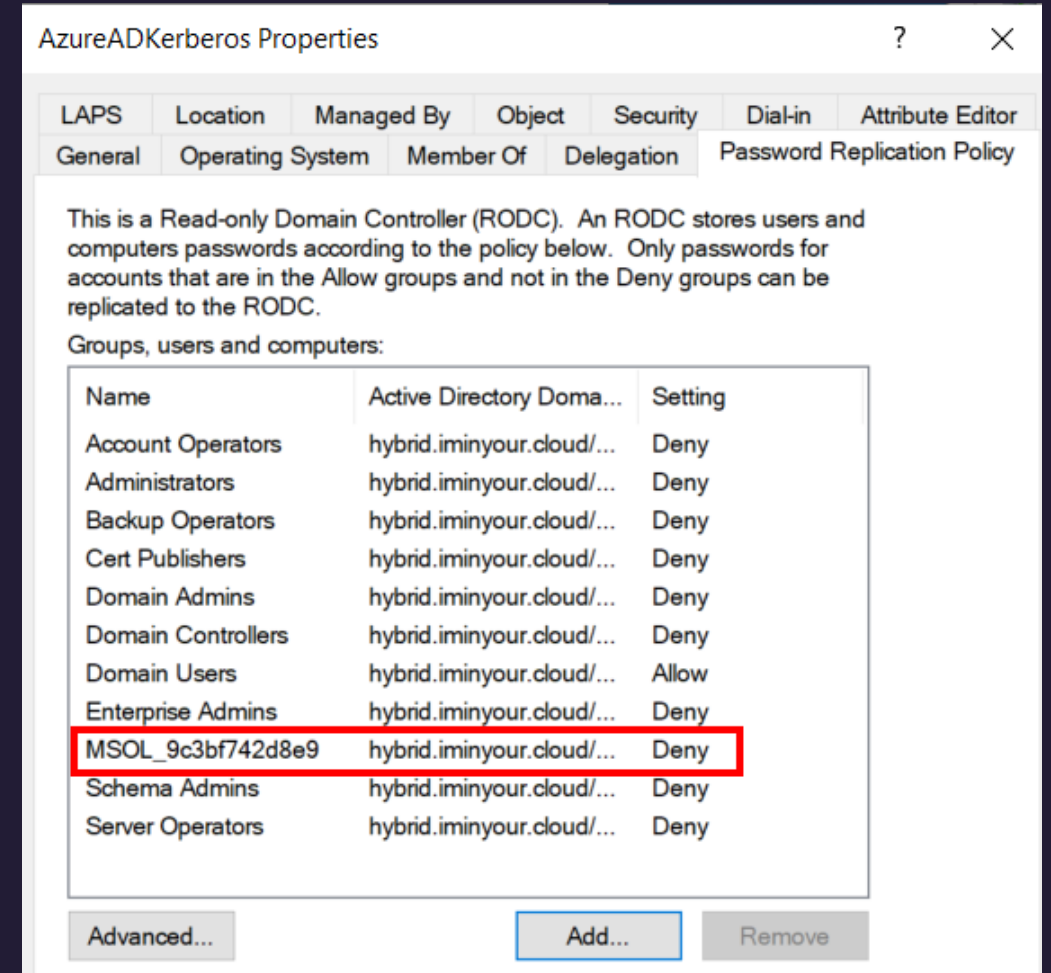 AzureADKerberos Properties ?
LAPS Location Managed By Object Security Dial-in Attribute Editor
General Operating System Member Of Delegation Password Replication Policy
This is a Read-only Domain Controller (RODC). An RODC stores users and
computers passwords according to the policy below. Only passwords for
accounts that are in the Allow groups and not in the Deny groups can be
replicated to the RODC.
Groups, users and computers:
Name Active Directory Doma... Setting
Account Operators hybrid.iminyour.cloud/... Deny
Administrators hybrid.iminyour.cloud/... Deny
Backup Operators hybrid.iminyour.cloud/... Deny
Cert Publishers hybrid.iminyour.cloud/... Deny
Domain Admins hybrid.iminyour.cloud/... Deny
Domain Controllers hybrid.iminyour.cloud/... Deny
Domain Users hybrid.iminyour.cloud/... Allow
Enterprise Admins hybrid.iminyour.cloud/... Deny
MSOL_9c3bf742d8e9 hybrid.iminyour.cloud/... Deny
Schema Admins hybrid.iminyour.cloud/... Deny
Server Operators hybrid.iminyour.cloud/... Deny
Advanced... Add... Remove